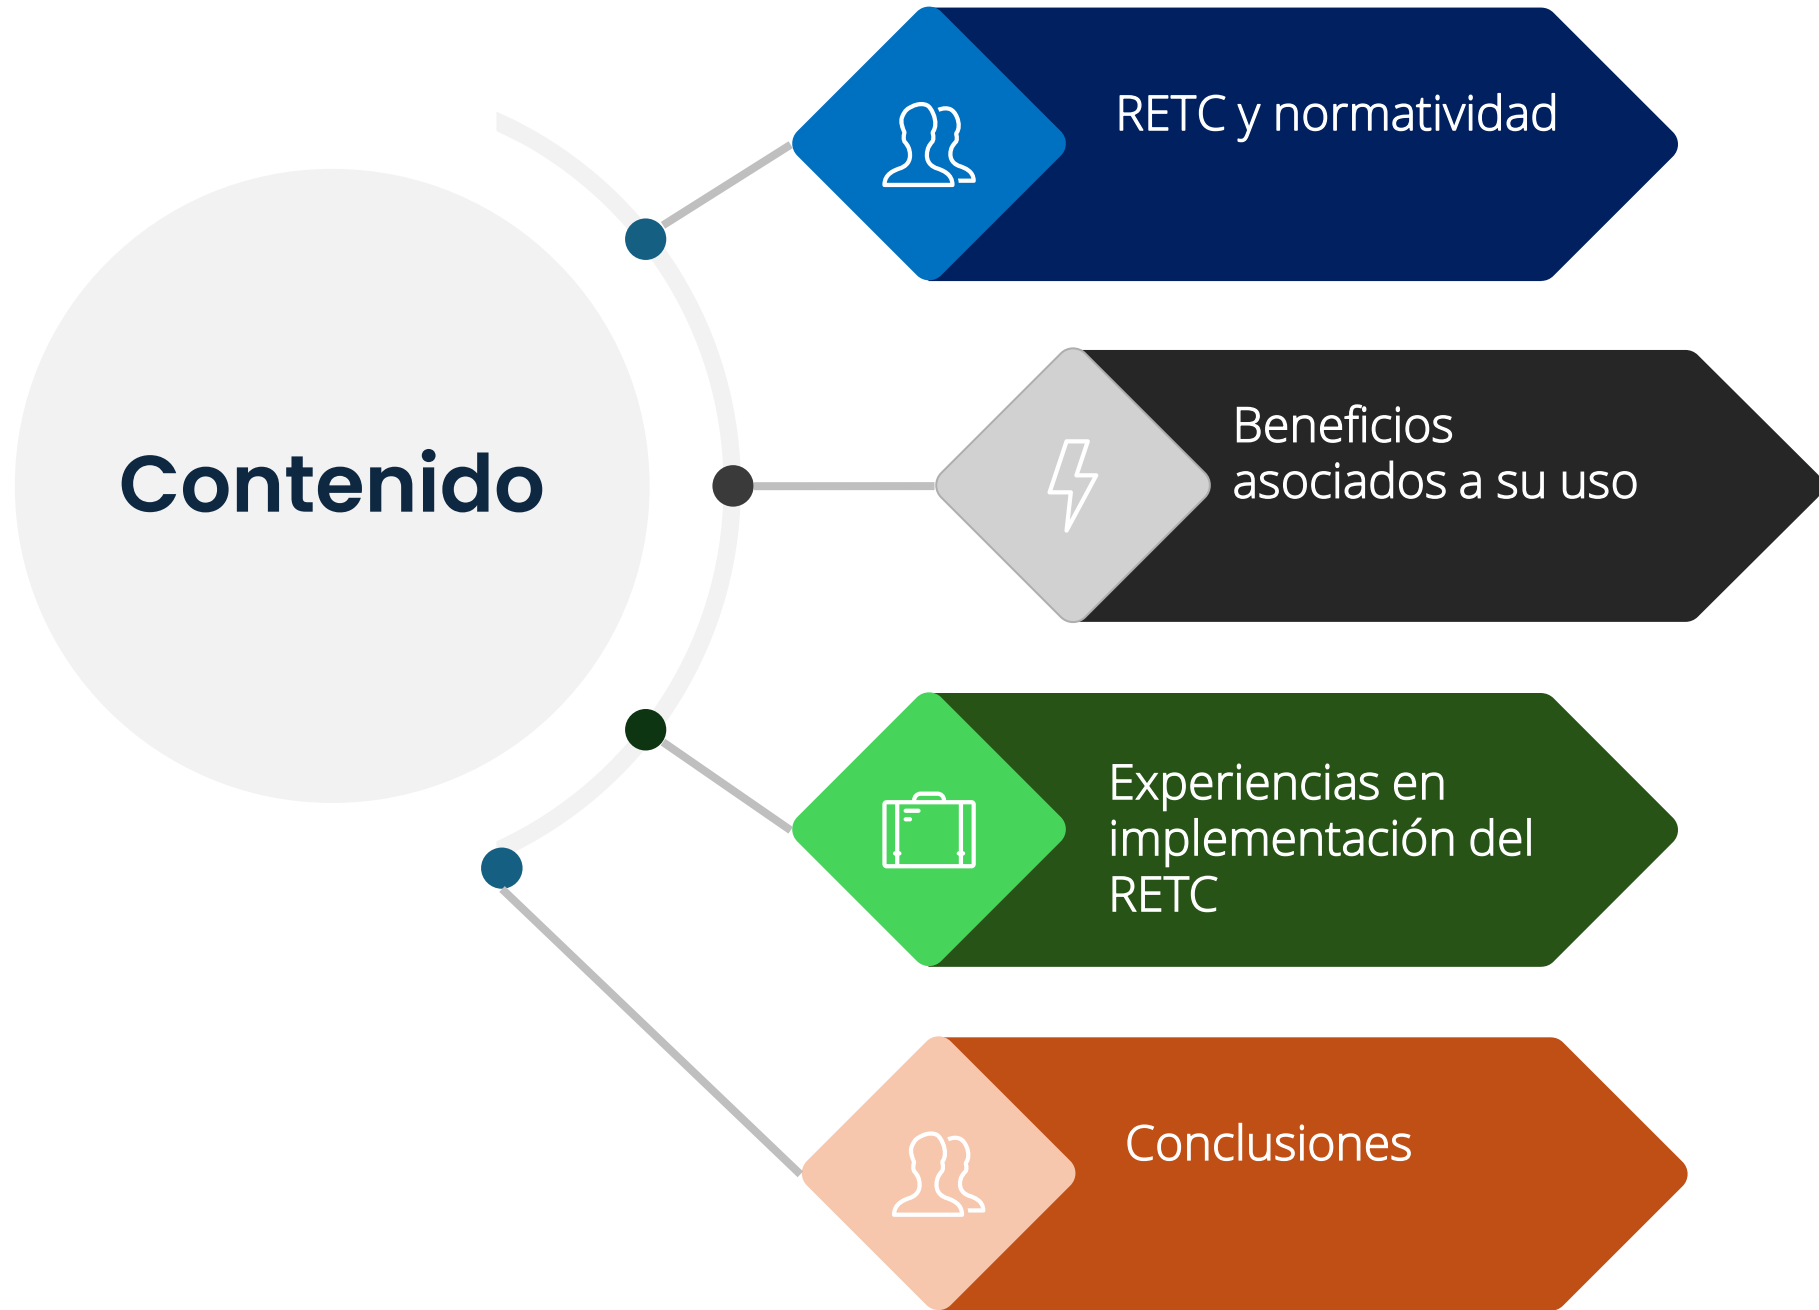 Contenido
RETC y normatividad
Beneficios
asociados a su uso
Experiencias en
implementación del
RETC
Conclusiones